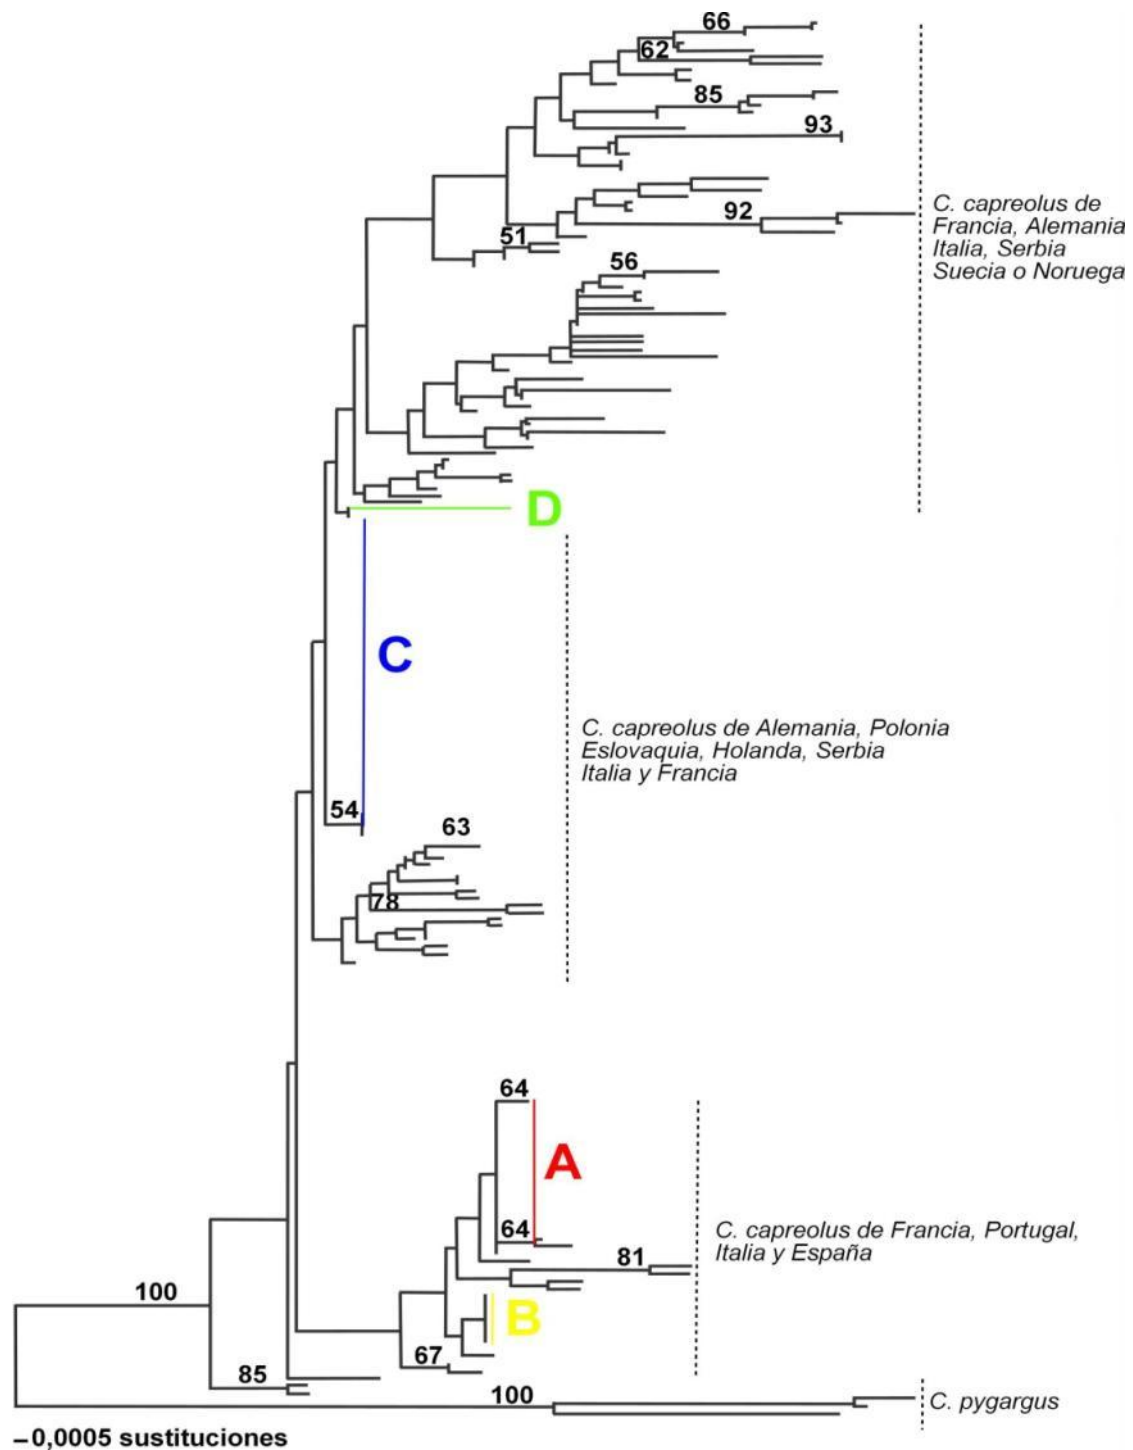 66
62
85
93
92
51
56
C. capreolus de
Francia, Alemania
Italia, Serbia
Suecia o Noruega
D
C
C. capreolus de Alemania, Polonia
Eslovaquia, Holanda, Serbia
Italia y Francia
54
63
78
64
A
64
C. capreolus de Francia, Portugal,
Italia y España
81
100
B
67
85
100
C. pygargus
0,0005 sustituciones